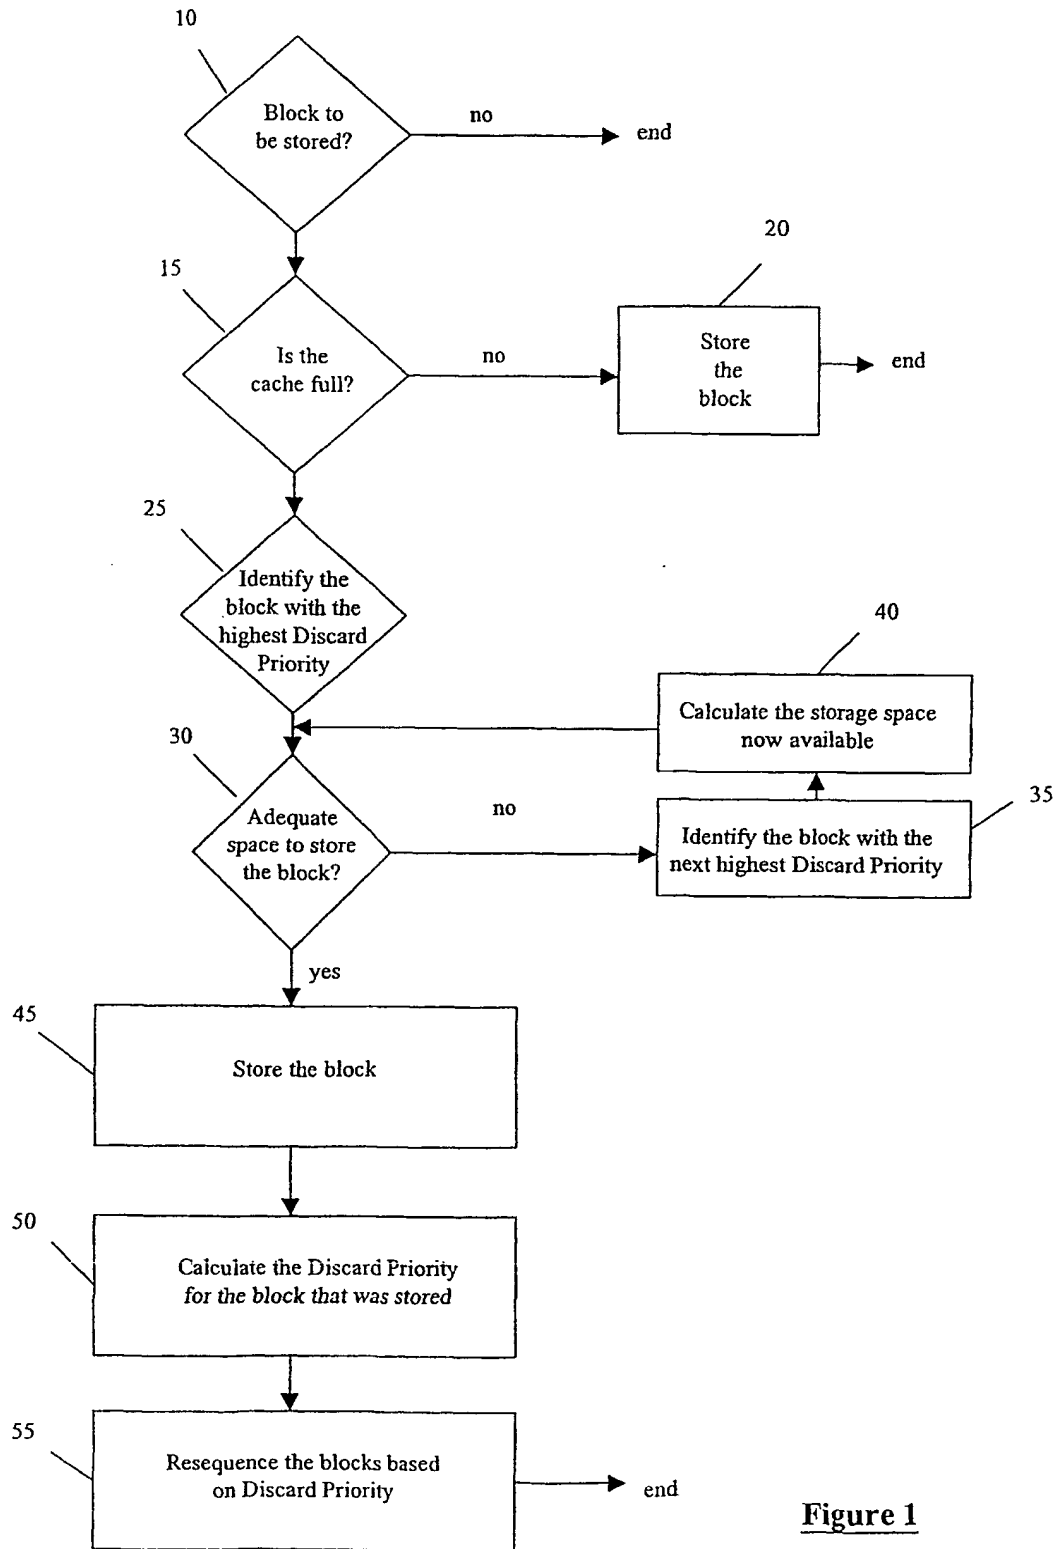 10
Block to
be stored?
no
end
15
Is the
cache full?
no
20
Store
the
block
end
25
Identify the
block with the
highest Discard
Priority
40
Calculate the storage space
now available
30
Adequate
space to store
the block?
no
35
Identify the block with the
next highest Discard Priority
yes
45
Store the block
50
Calculate the Discard Priority
for the block that was stored
55
Resequence the blocks based
on Discard Priority
end
Figure 1